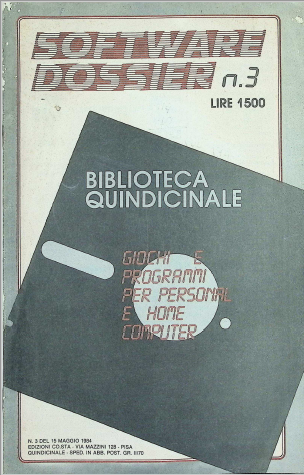 SOFTWARE
DOSSIER n.3
LIRE 1500
BIBLIOTECA
QUINDICINALE
GIOCHI E
PROGRAMMI
PER PERSONAL
E HOME
COMPUTER
N. 3 DEL 15 MAGGIO 1984
EDIZIONI CO.STA - VIA MAZZINI 128 - PISA
QUINDICINALE - SPED. IN ABB. POST. GR. II/70